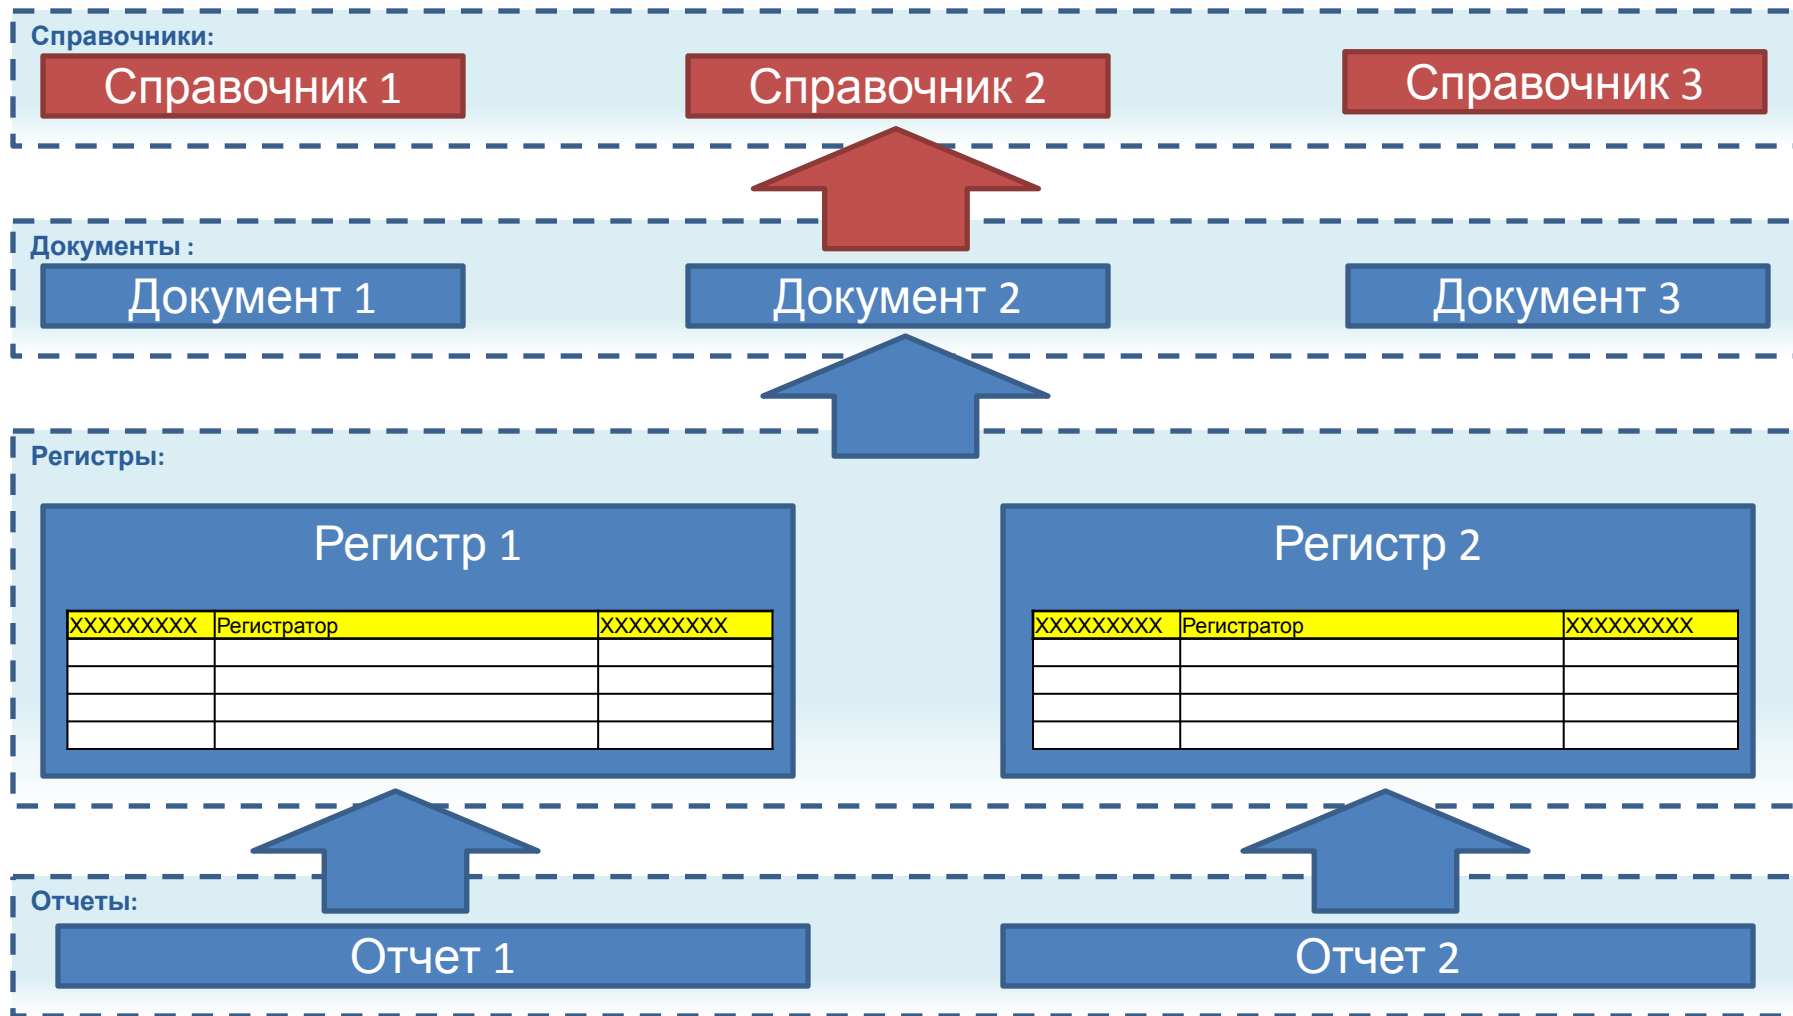 Справочники:
Справочник 1
Справочник 2
Справочник 3
Документы :
Документ 1
Документ 2
Документ 3
Регистры:
Регистр 1
Регистр 2
XXXXXXXXX Регистратор XXXXXXXXX
XXXXXXXXX Регистратор XXXXXXXXX
Отчеты:
Отчет 1
Отчет 2